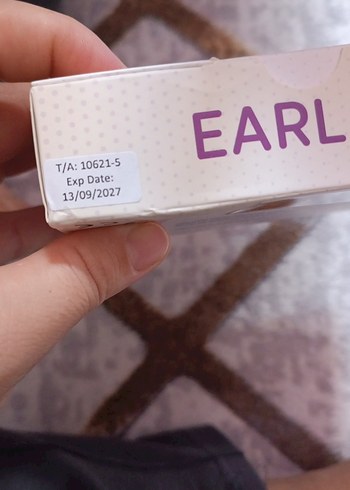 EARL
T/A: 10621-5
Exp Date:
13/09/2027